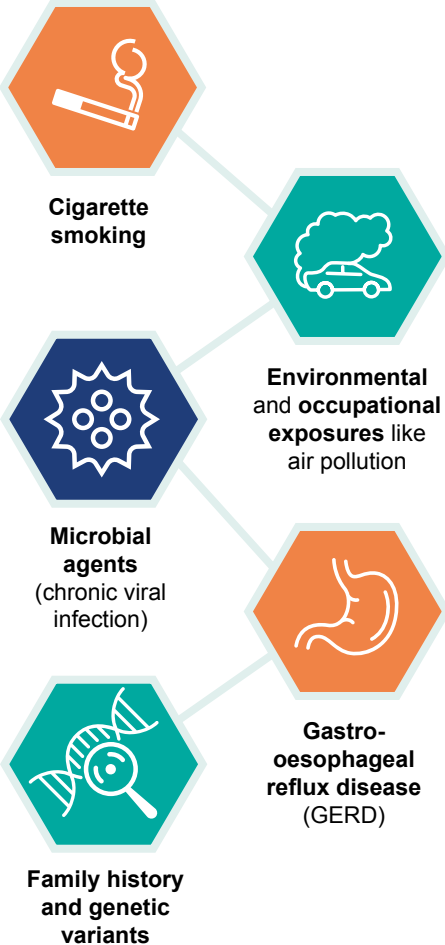 Cigarette
smoking
Environmental
and occupational
exposures like
air pollution
Microbial
agents
(chronic viral
infection)
Gastro-
oesophageal
reflux disease
(GERD)
Family history
and genetic
variants